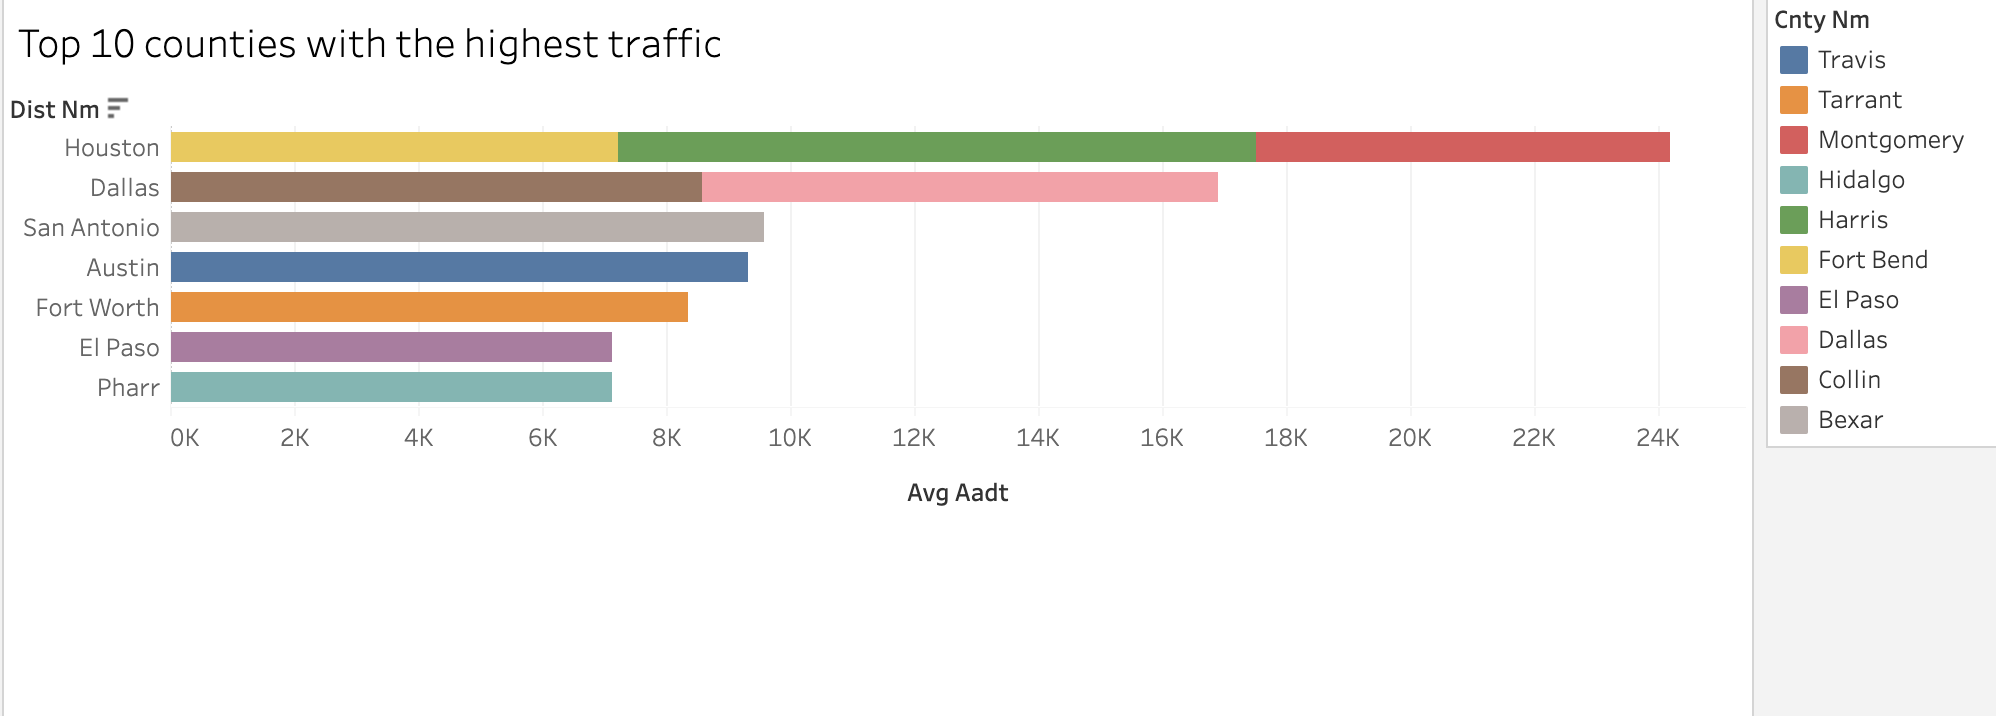 Top 10 counties with the highest traffic
Dist Nm
Houston
Dallas
San Antonio
Austin
Fort Worth
El Paso
Pharr
0K 2K 4K 6K 8K 10K 12K 14K 16K 18K 20K 22K 24K
Avg Aadt
Cnty Nm
Travis
Tarrant
Montgomery
Hidalgo
Harris
Fort Bend
El Paso
Dallas
Collin
Bexar